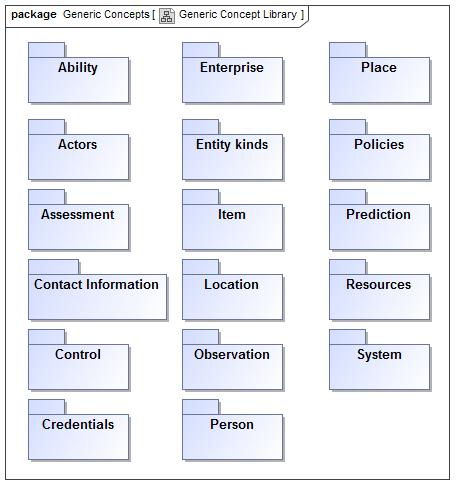 package Generic Concepts [ Generic Concept Library ]
Ability Enterprise Place
Actors Entity kinds Policies
Assessment Item Prediction
Contact Information Location Resources
Control Observation System
Credentials Person